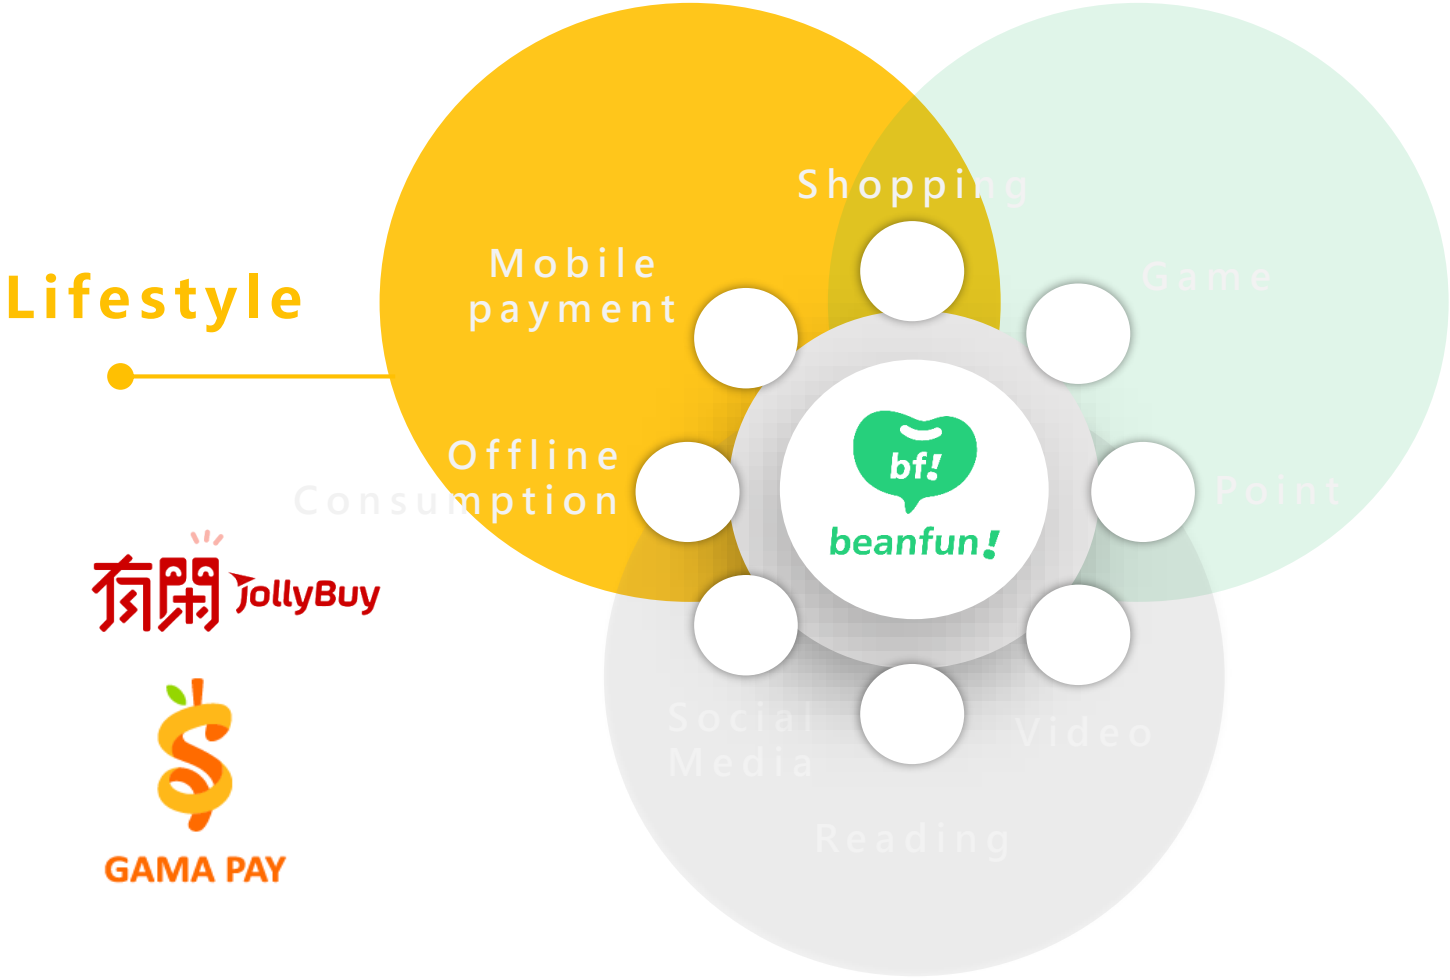 Shopping
Mobile
payment
Game
Lifestyle
Offline
Consumption
Point
bf!
beanfun!
有閑 JollyBuy
Social
Media
Video
Reading
GAMA PAY